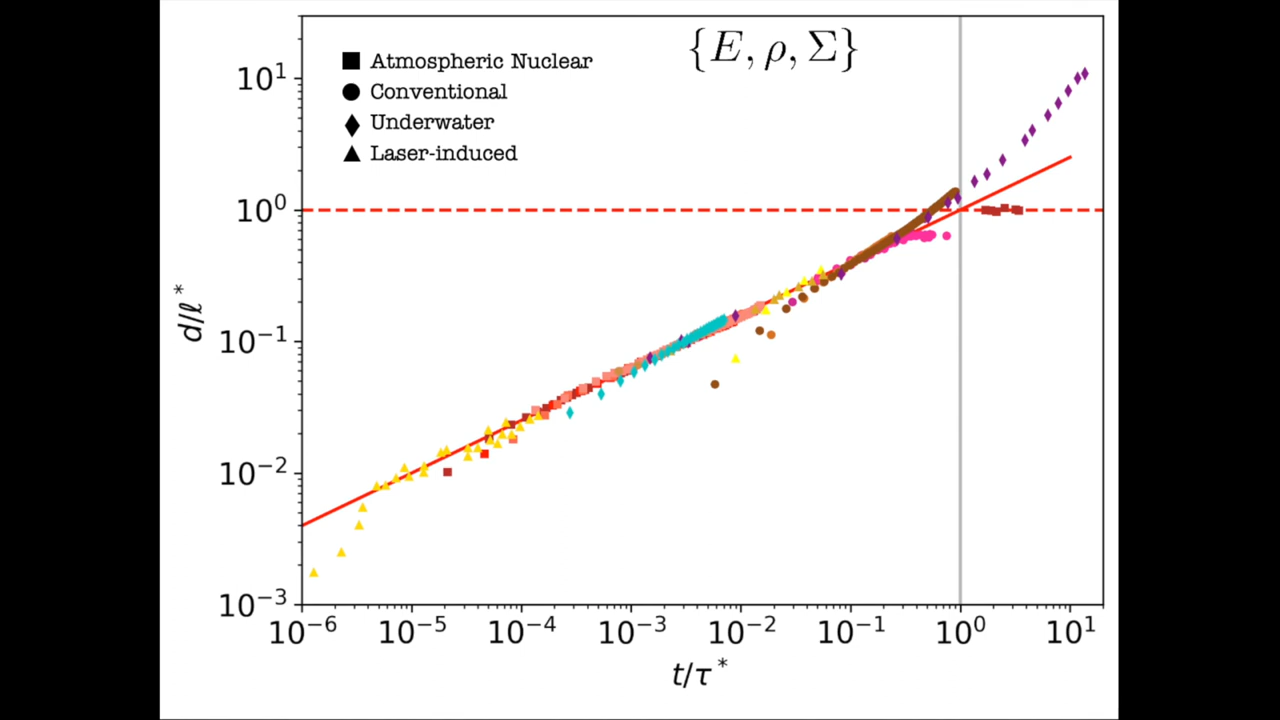 {E, ρ, Σ}
Atmospheric Nuclear
Conventional
Underwater
Laser-induced
10¹
10⁰
10⁻¹
10⁻²
10⁻³
d/ℓ*
10⁻⁶ 10⁻⁵ 10⁻⁴ 10⁻³ 10⁻² 10⁻¹ 10⁰ 10¹
t/τ*